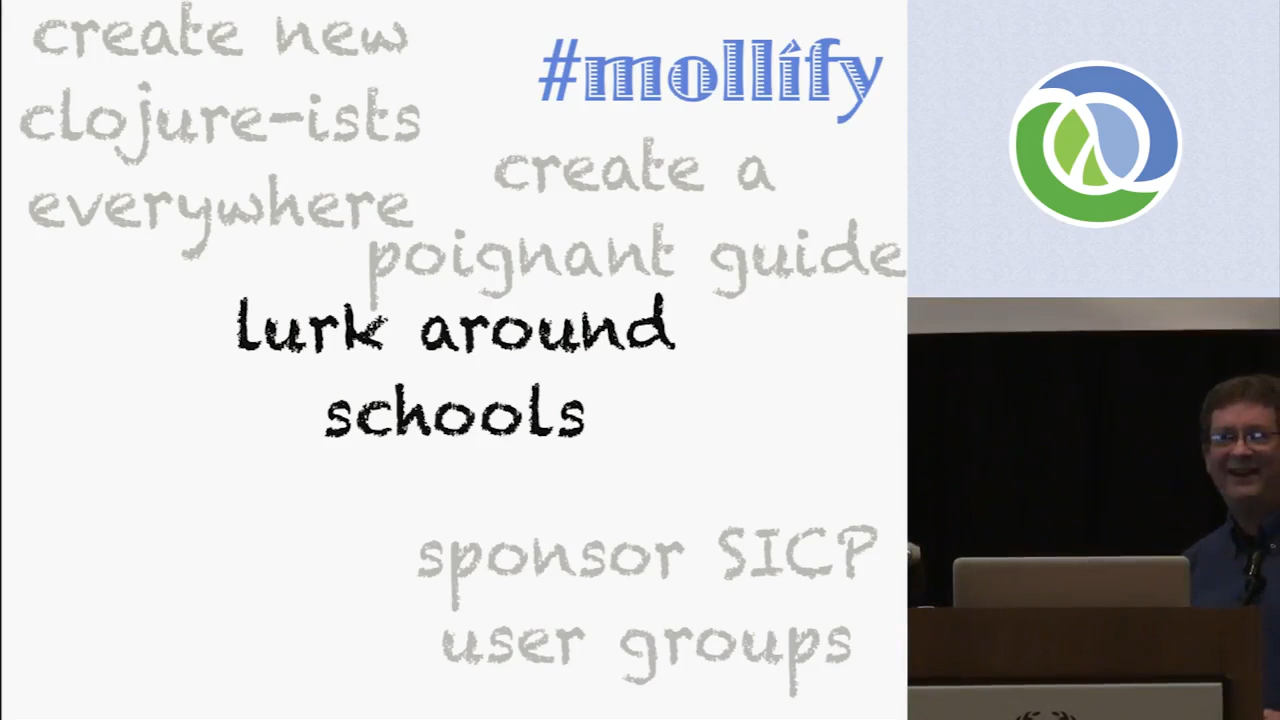 create new
clojure-ists
everywhere
#mollify
create a
poignant guide
lurk around
schools
sponsor SICP
user groups